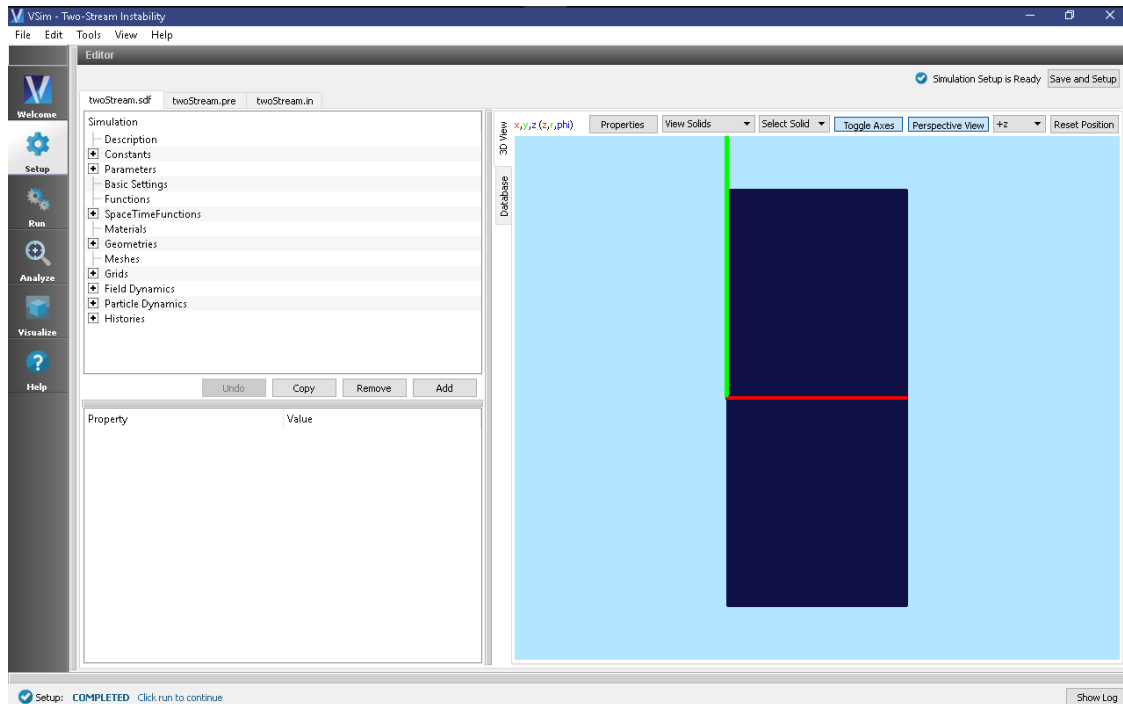 VSim - Two-Stream Instability
File Edit Tools View Help
Editor
Simulation Setup is Ready Save and Setup
Welcome
Setup
Run
Analyze
Visualize
Help
twoStream.sdf twoStream.pre twoStream.in
Simulation
Description
Constants
Parameters
Basic Settings
Functions
SpaceTimeFunctions
Materials
Geometries
Meshes
Grids
Field Dynamics
Particle Dynamics
Histories
Undo Copy Remove Add
Property Value
3D View
Database
x,y,z (z,r,phi) Properties View Solids Select Solid Toggle Axes Perspective View +z Reset Position
Setup: COMPLETED Click run to continue
Show Log